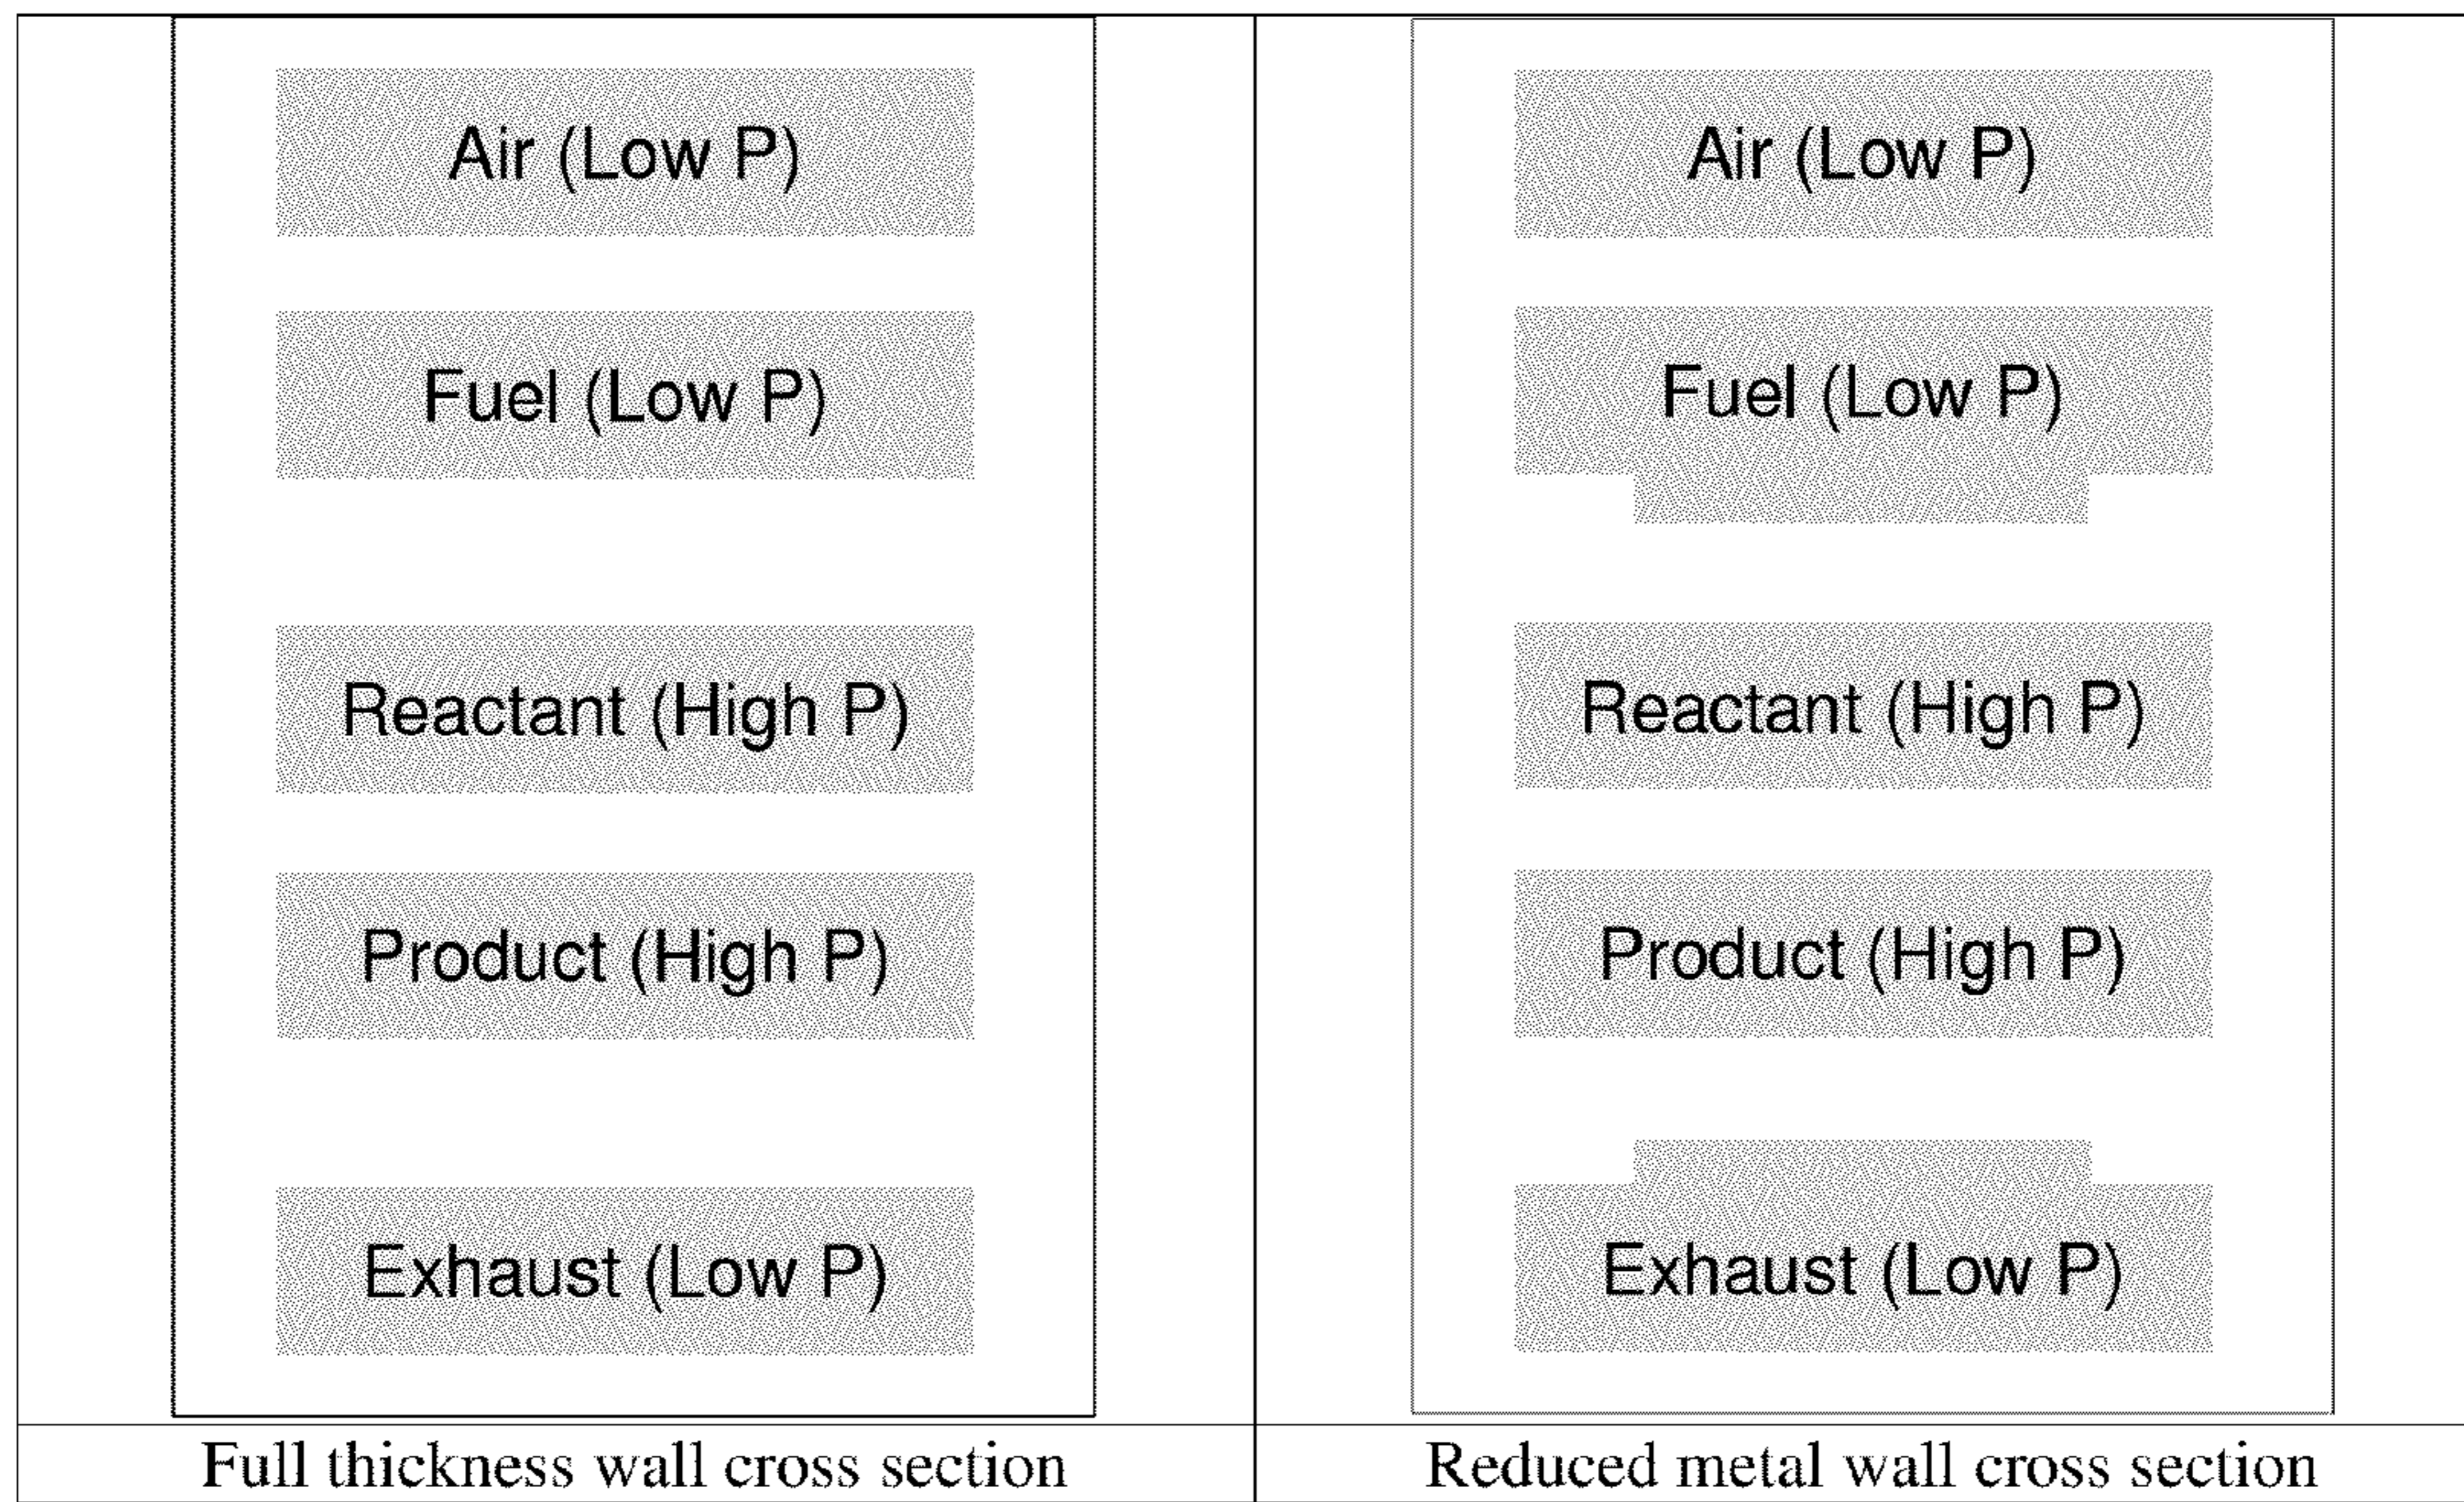 Air (Low P)
Fuel (Low P)
Reactant (High P)
Product (High P)
Exhaust (Low P)
Full thickness wall cross section
Air (Low P)
Fuel (Low P)
Reactant (High P)
Product (High P)
Exhaust (Low P)
Reduced metal wall cross section